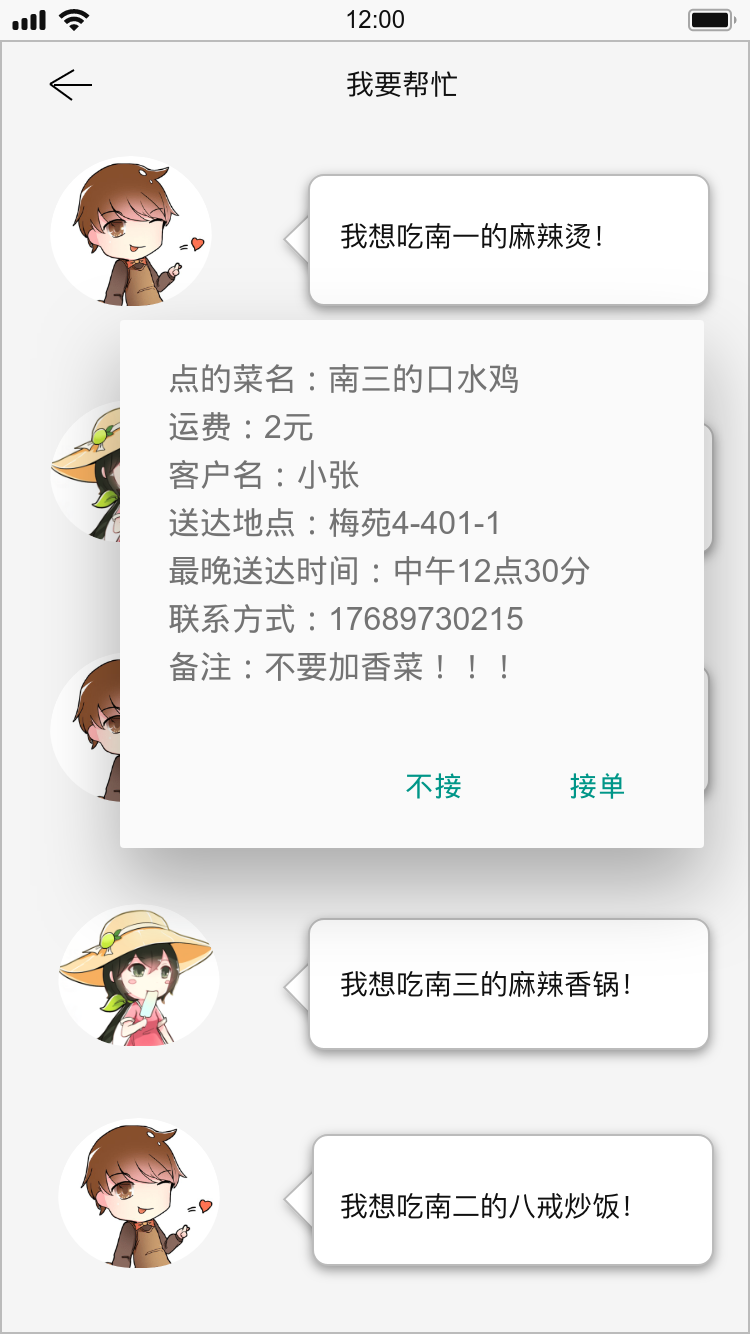 12:00
我要帮忙
我想吃南一的麻辣烫！
点的菜名：南三的口水鸡
运费：2元
客户名：小张
送达地点：梅苑4-401-1
最晚送达时间：中午12点30分
联系方式：17689730215
备注：不要加香菜！！！
不接
接单
我想吃南三的麻辣香锅！
我想吃南二的八戒炒饭！